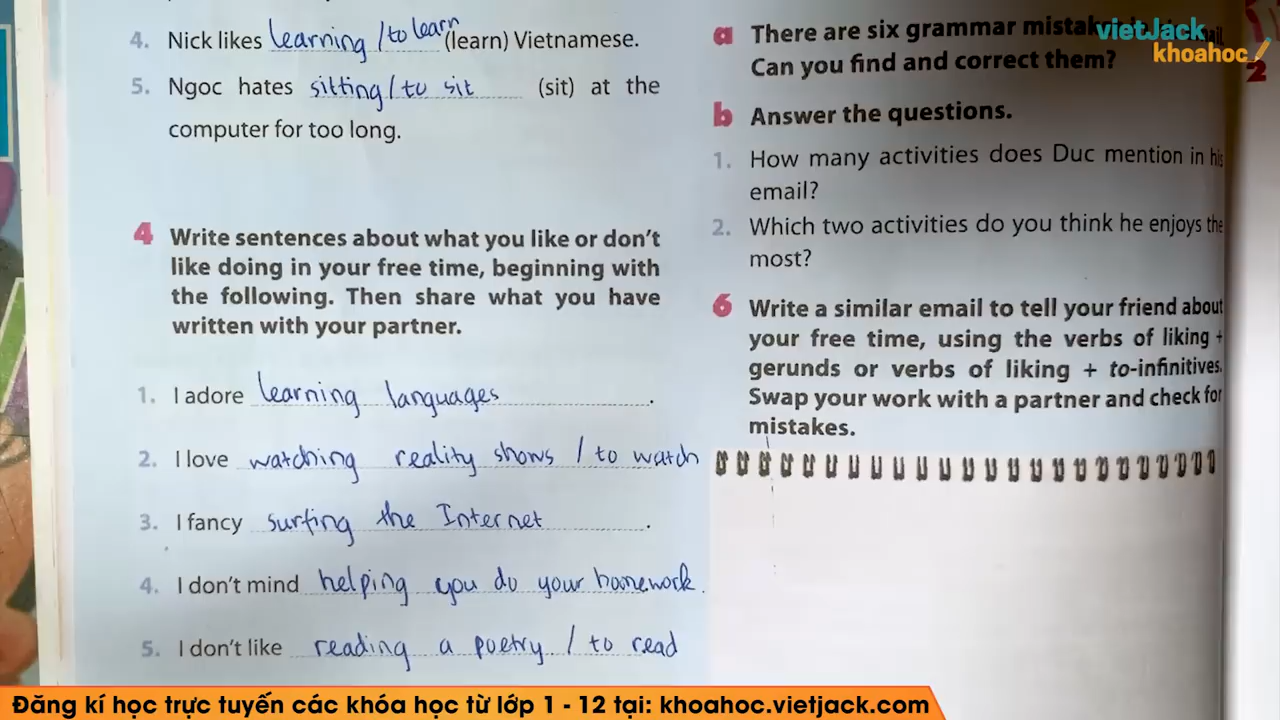 4. Nick likes learning / to learn (learn) Vietnamese.
5. Ngoc hates sitting / to sit (sit) at the
computer for too long.
4 Write sentences about what you like or don't
like doing in your free time, beginning with
the following. Then share what you have
written with your partner.
1. I adore learning languages.
2. I love watching reality shows / to watch
3. I fancy surfing the Internet.
4. I don't mind helping you do your homework.
5. I don't like reading a poetry / to read
a There are six grammar
Can you find and correct them?
b Answer the questions.
1. How many activities does Duc mention in his
email?
2. Which two activities do you think he enjoys the
most?
6 Write a similar email to tell your friend about
your free time, using the verbs of liking +
gerunds or verbs of liking + to-infinitives.
Swap your work with a partner and check for
mistakes.
vietJack
khoahoc
2
Đăng kí học trực tuyến các khóa học từ lớp 1 - 12 tại: khoahoc.vietjack.com